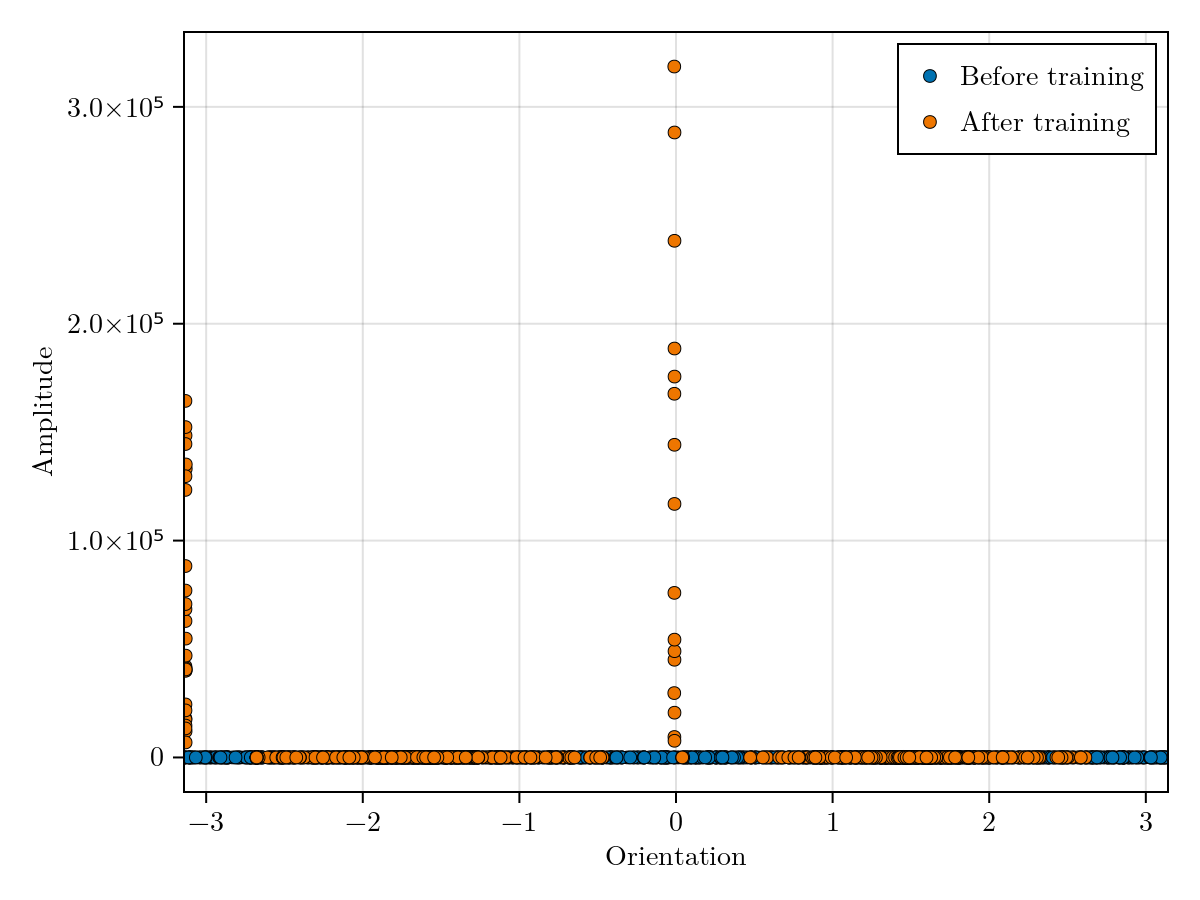 Before training
After training
3.0×10⁵
2.0×10⁵
1.0×10⁵
0
Amplitude
−3 −2 −1 0 1 2 3
Orientation